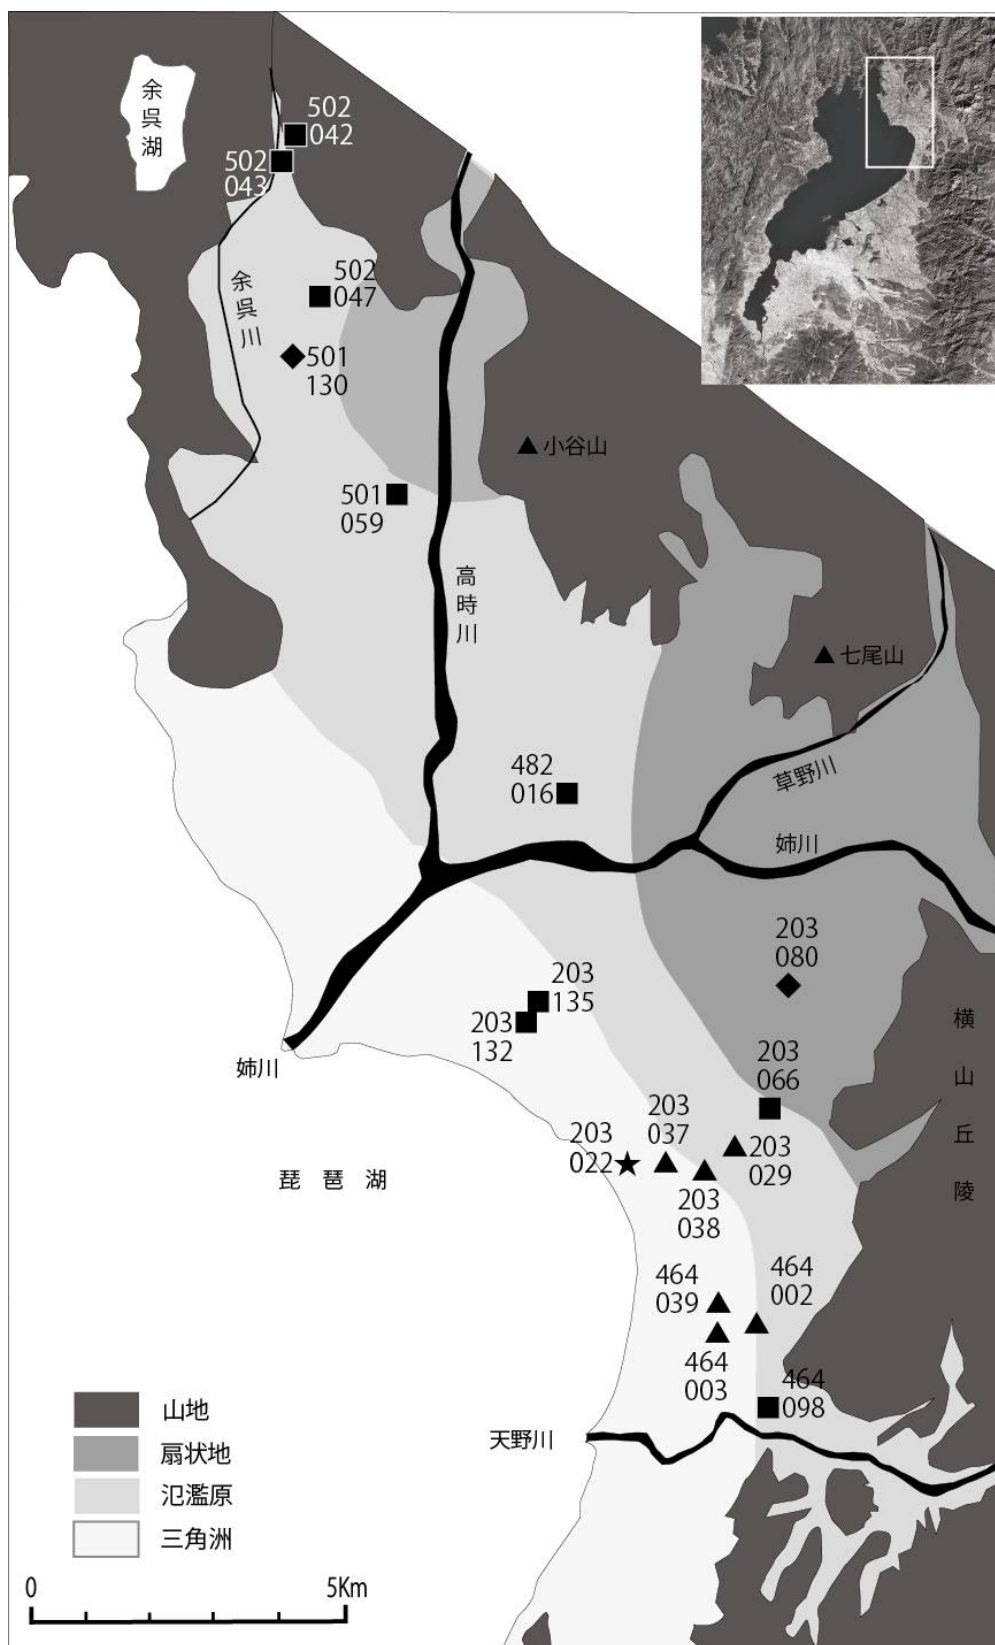 余呉湖
502
042
502
043
余呉川
502
047
501
130
小谷山
501
059
高時川
七尾山
482
016
草野川
姉川
203
080
203
135
203
132
横山丘陵
姉川
203
066
203
037
203
022
203
029
琵琶湖
203
038
464
039
464
002
464
003
464
098
天野川
山地
扇状地
氾濫原
三角洲
0 5Km